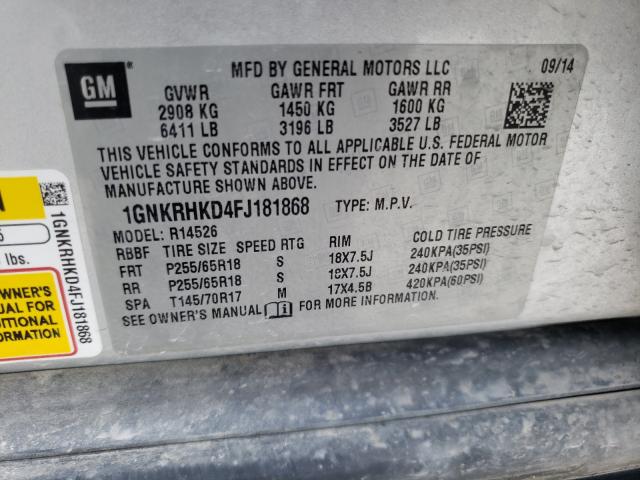 GM
MFD BY GENERAL MOTORS LLC 09/14
GVWR GAWR FRT GAWR RR
2908 KG 1450 KG 1600 KG
6411 LB 3196 LB 3527 LB
THIS VEHICLE CONFORMS TO ALL APPLICABLE U.S. FEDERAL MOTOR
VEHICLE SAFETY STANDARDS IN EFFECT ON THE DATE OF
MANUFACTURE SHOWN ABOVE.
1GNKRHKD4FJ181868 TYPE: M.P.V.
MODEL: R14526
RBBF TIRE SIZE SPEED RTG RIM COLD TIRE PRESSURE
FRT P255/65R18 S 18X7.5J 240KPA(35PSI)
RR P255/65R18 S 18X7.5J 240KPA(35PSI)
SPA T145/70R17 M 17X4.5B 420KPA(60PSI)
SEE OWNER'S MANUAL FOR MORE INFORMATION.
1GNKRHKD4FJ181868
lbs.
OWNER'S
FOR